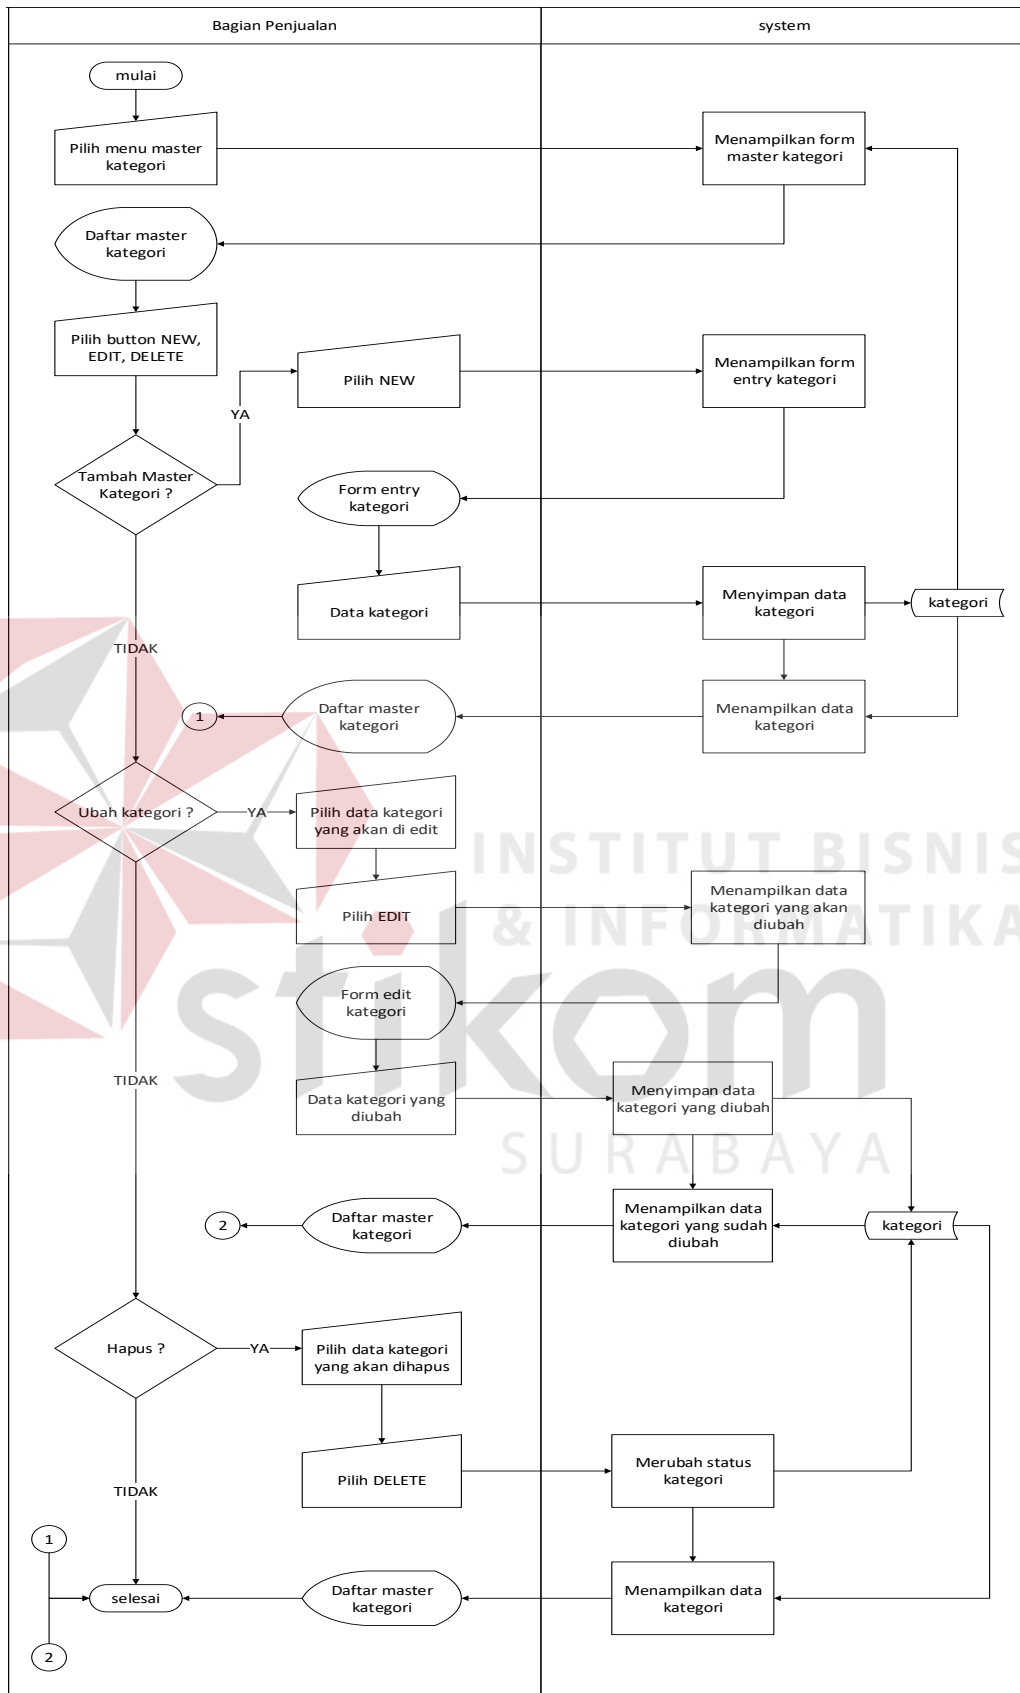 Bagian Penjualan
system
mulai
Pilih menu master
kategori
Menampilkan form
master kategori
Daftar master
kategori
Pilih button NEW,
EDIT, DELETE
Pilih NEW
Menampilkan form
entry kategori
YA
Tambah Master
Kategori ?
Form entry
kategori
Data kategori
Menyimpan data
kategori
kategori
TIDAK
1
Daftar master
kategori
Menampilkan data
kategori
Ubah kategori ?
YA
Pilih data kategori
yang akan di edit
INSTITUT BISNIS
& INFORMATIKA
Pilih EDIT
Menampilkan data
kategori yang akan
diubah
stikom
Form edit
kategori
TIDAK
Data kategori yang
diubah
Menyimpan data
kategori yang diubah
SURABAYA
2
Daftar master
kategori
Menampilkan data
kategori yang sudah
diubah
kategori
Hapus ?
YA
Pilih data kategori
yang akan dihapus
Pilih DELETE
Merubah status
kategori
TIDAK
1
selesai
Daftar master
kategori
Menampilkan data
kategori
2